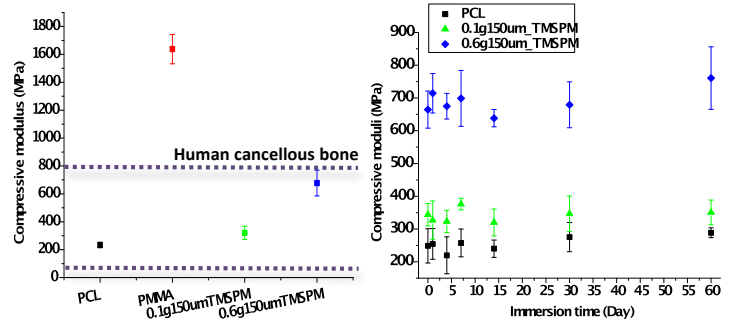 Compressive modulus (MPa)
1800
1600
1400
1200
1000
800
600
400
200
0
Human cancellous bone
PCL
PMMA
0.1g150umTMSPM
0.6g150umTMSPM
PCL
0.1g150um_TMSPM
0.6g150um_TMSPM
Compressive moduli (MPa)
900
800
700
600
500
400
300
200
0 5 10 15 20 25 30 35 40 45 50 55 60
Immersion time (Day)